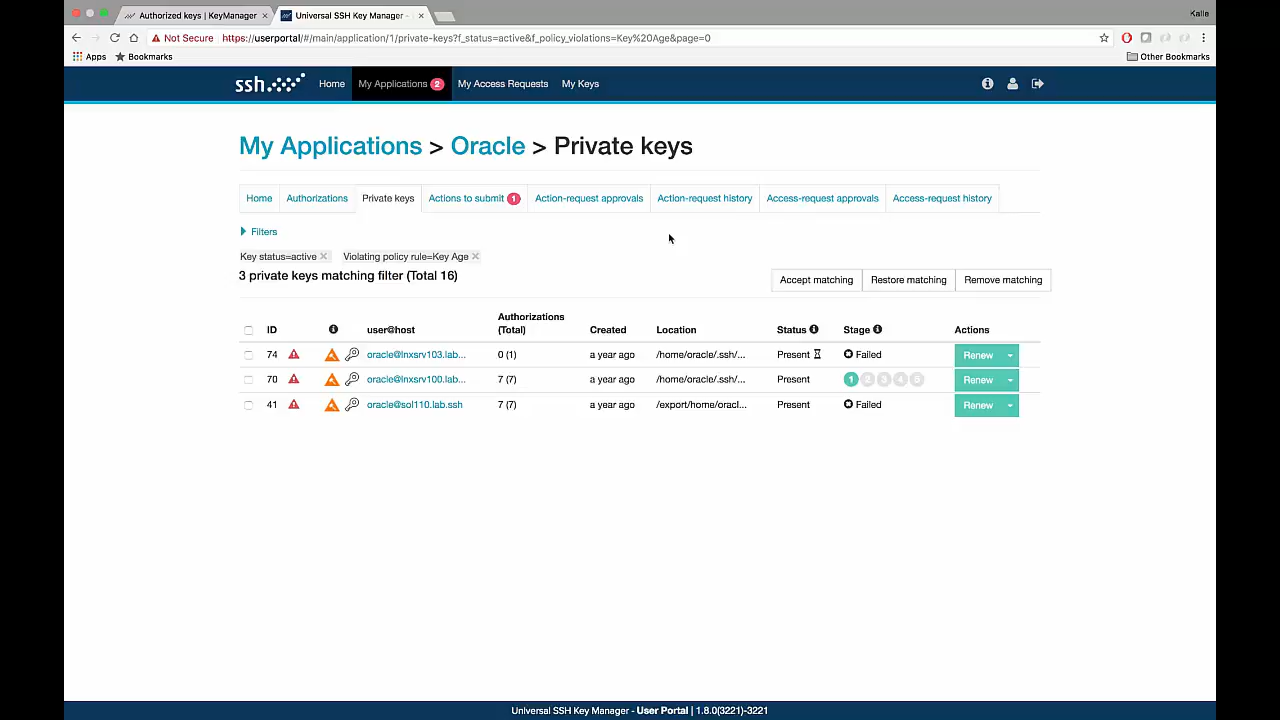 Authorized keys | KeyManager
Universal SSH Key Manager -
Kalle
Not Secure https://userportal/#/main/application/1/private-keys?f_status=active&f_policy_violations=Key%20Age&page=0
Apps Bookmarks Other Bookmarks
ssh Home My Applications 2 My Access Requests My Keys
My Applications > Oracle > Private keys
Home Authorizations Private keys Actions to submit 1 Action-request approvals Action-request history Access-request approvals Access-request history
Filters
Key status=active Violating policy rule=Key Age
3 private keys matching filter (Total 16)
Accept matching Restore matching Remove matching
ID user@host Authorizations (Total) Created Location Status Stage Actions
74 oracle@lnxsrv103.lab... 0 (1) a year ago /home/oracle/.ssh/... Present Failed Renew
70 oracle@lnxsrv100.lab... 7 (7) a year ago /home/oracle/.ssh/... Present 1 2 3 4 5 Renew
41 oracle@sol110.lab.ssh 7 (7) a year ago /export/home/oracl... Present Failed Renew
Universal SSH Key Manager - User Portal | 1.8.0(3221)-3221